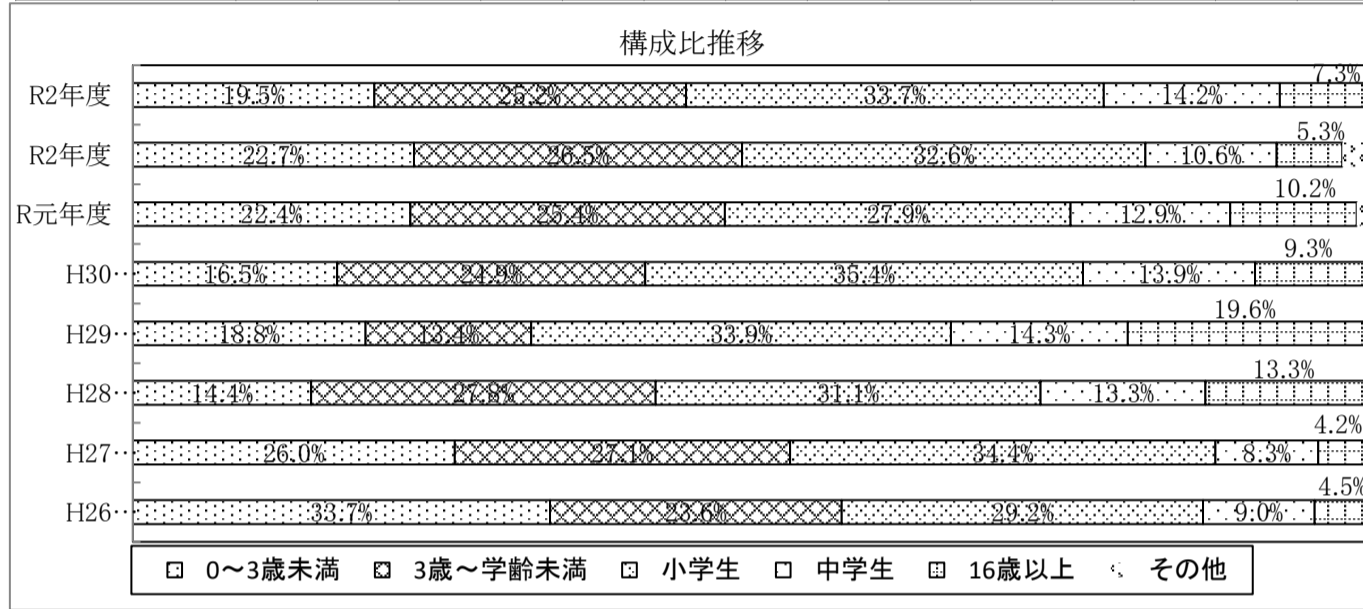 構成比推移
7.3%
R2年度 19.5% 25.2% 33.7% 14.2%
5.3%
R2年度 22.7% 26.5% 32.6% 10.6%
10.2%
R元年度 22.4% 25.4% 27.9% 12.9%
9.3%
H30… 16.5% 24.9% 35.4% 13.9%
19.6%
H29… 18.8% 13.4% 33.9% 14.3%
13.3%
H28… 14.4% 27.8% 31.1% 13.3%
4.2%
H27… 26.0% 27.1% 34.4% 8.3%
4.5%
H26… 33.7% 23.6% 29.2% 9.0%
0～3歳未満 3歳～学齢未満 小学生 中学生 16歳以上 その他